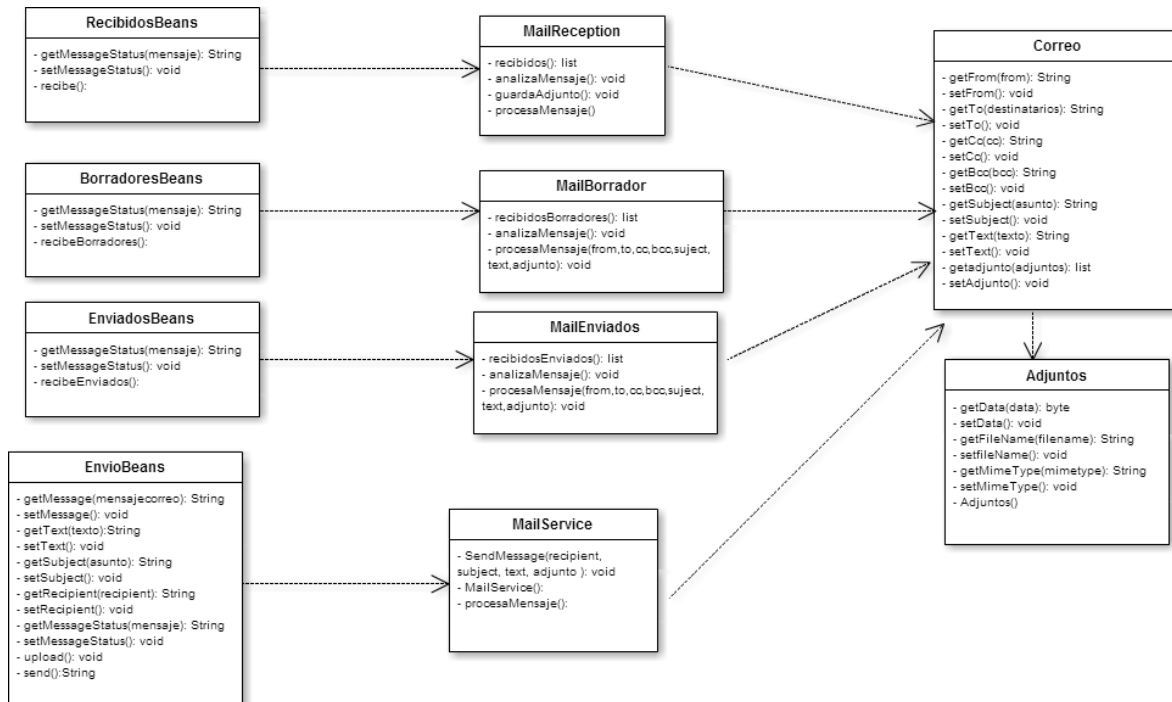 RecibidosBeans
- getMessageStatus(mensaje): String
- setMessageStatus(): void
- recibe():
MailReception
- recibidos(): list
- analizaMensaje(): void
- guardaAdjunto(): void
- procesaMensaje()
Correo
- getFrom(from): String
- setFrom(): void
- getTo(destinatarios): String
- setTo(); void
- getCc(cc): String
- setCc(): void
- getBcc(bcc): String
- setBcc(): void
- getSubject(asunto): String
- setSubject(): void
- getText(texto): String
- setText(): void
- getadjunto(adjuntos): list
- setAdjunto(): void
BorradoresBeans
- getMessageStatus(mensaje): String
- setMessageStatus(): void
- recibeBorradores():
MailBorrador
- recibidosBorradores(): list
- analizaMensaje(): void
- procesaMensaje(from,to,cc,bcc,suject,
text,adjunto): void
EnviadosBeans
- getMessageStatus(mensaje): String
- setMessageStatus(): void
- recibeEnviados():
MailEnviados
- recibidosEnviados(): list
- analizaMensaje(): void
- procesaMensaje(from,to,cc,bcc,suject,
text,adjunto): void
Adjuntos
- getData(data): byte
- setData(): void
- getFileName(filename): String
- setfileName(): void
- getMimeType(mimetype): String
- setMimeType(): void
- Adjuntos()
EnvioBeans
- getMessage(mensajecorreo): String
- setMessage(): void
- getText(texto):String
- setText(): void
- getSubject(asunto): String
- setSubject(): void
- getRecipient(recipient): String
- setRecipient(): void
- getMessageStatus(mensaje): String
- setMessageStatus(): void
- upload(): void
- send():String
MailService
- SendMessage(recipient,
subject, text, adjunto ): void
- MailService():
- procesaMensaje():